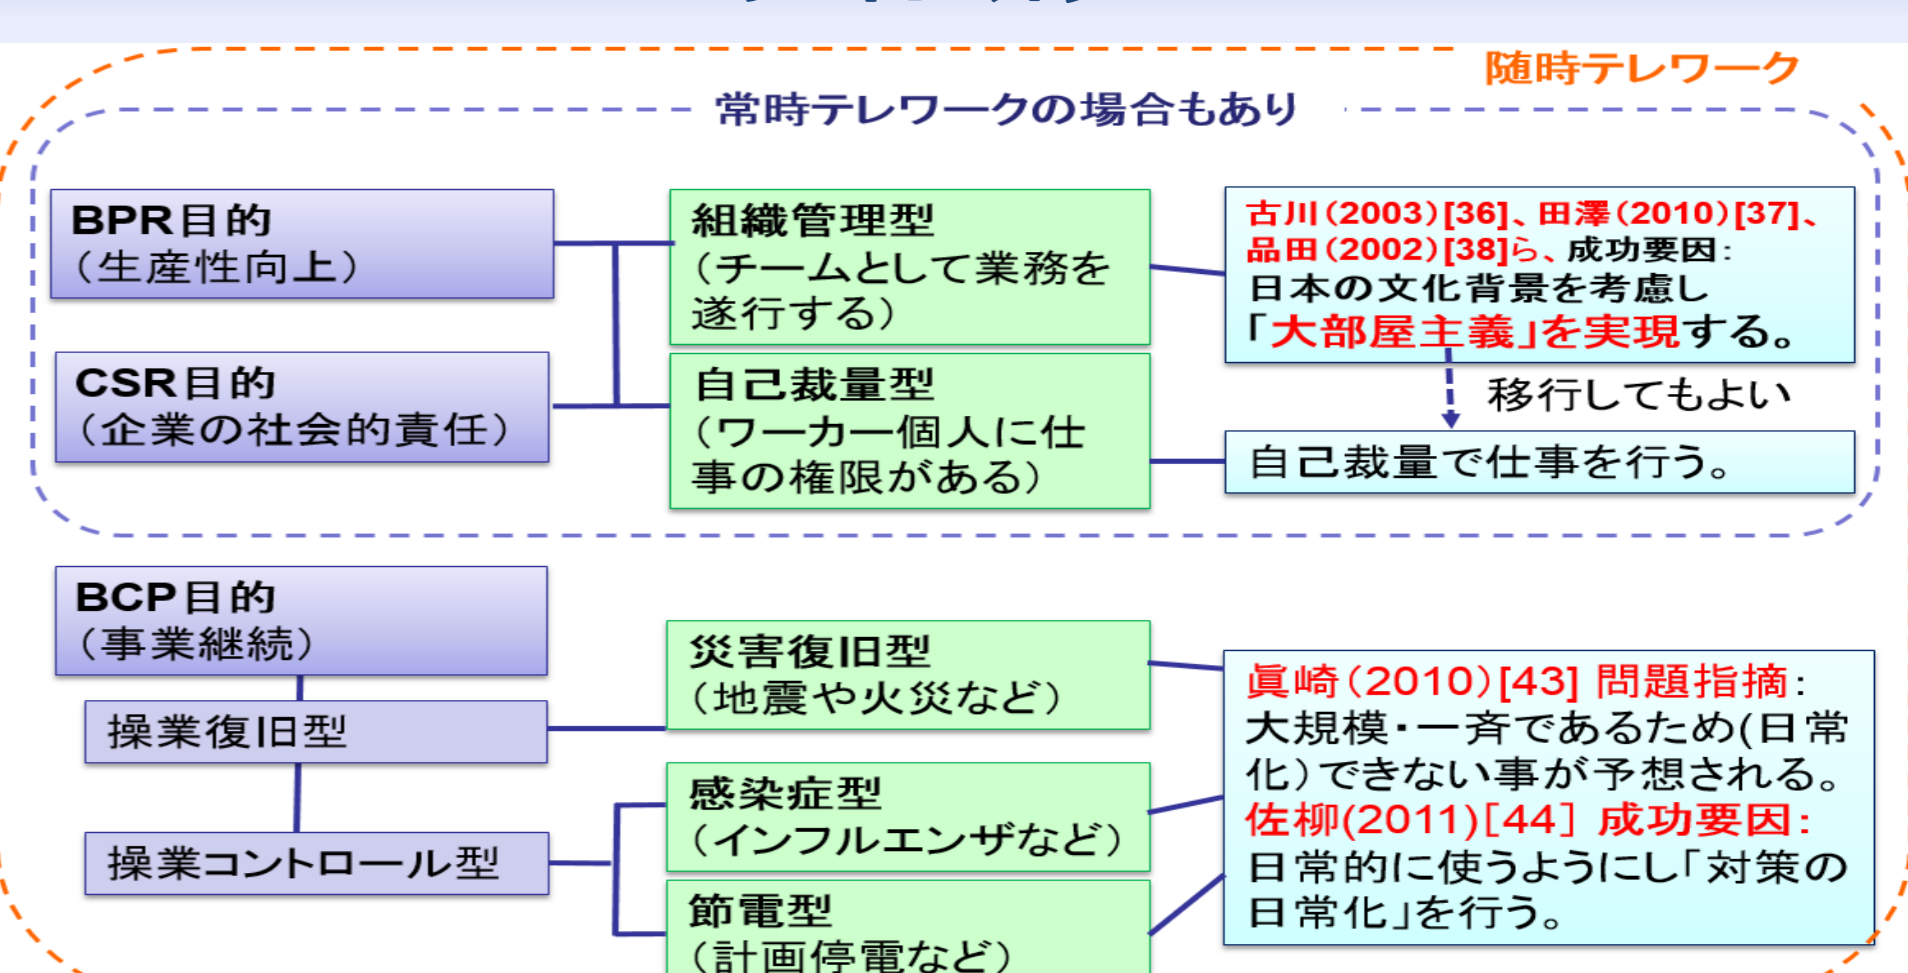 随時テレワーク
常時テレワークの場合もあり
BPR目的
（生産性向上）
組織管理型
（チームとして業務を
遂行する）
古川（2003）[36]、田澤（2010）[37]、
品田（2002）[38]ら、成功要因：
日本の文化背景を考慮し
「大部屋主義」を実現する。
移行してもよい
CSR目的
（企業の社会的責任）
自己裁量型
（ワーカー個人に仕
事の権限がある）
自己裁量で仕事を行う。
BCP目的
（事業継続）
操業復旧型
操業コントロール型
災害復旧型
（地震や火災など）
感染症型
（インフルエンザなど）
節電型
（計画停電など）
眞崎（2010）[43] 問題指摘：
大規模・一斉であるため(日常
化）できない事が予想される。
佐柳(2011)[44］ 成功要因：
日常的に使うようにし「対策の
日常化」を行う。